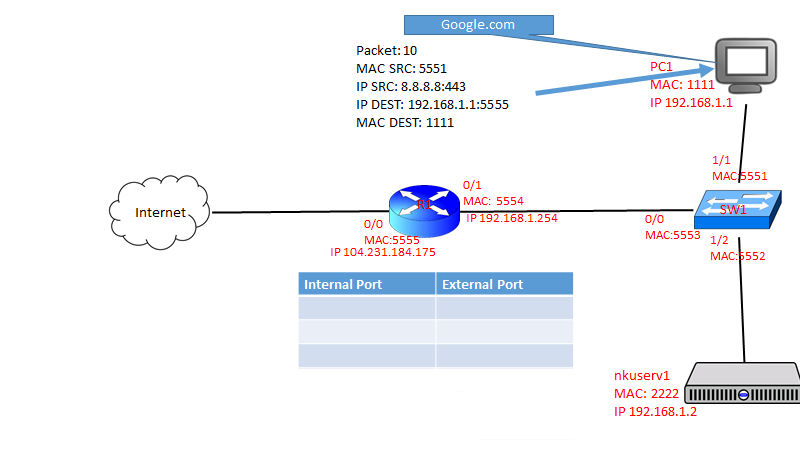 Google.com
Packet: 10
MAC SRC: 5551
IP SRC: 8.8.8.8:443
IP DEST: 192.168.1.1:5555
MAC DEST: 1111
PC1
MAC: 1111
IP 192.168.1.1
1/1
MAC:5551
Internet
R1
0/1
MAC: 5554
IP 192.168.1.254
0/0
MAC:5555
IP 104.231.184.175
SW1
0/0
MAC:5553
1/2
MAC:5552
Internal Port External Port
nkuserv1
MAC: 2222
IP 192.168.1.2